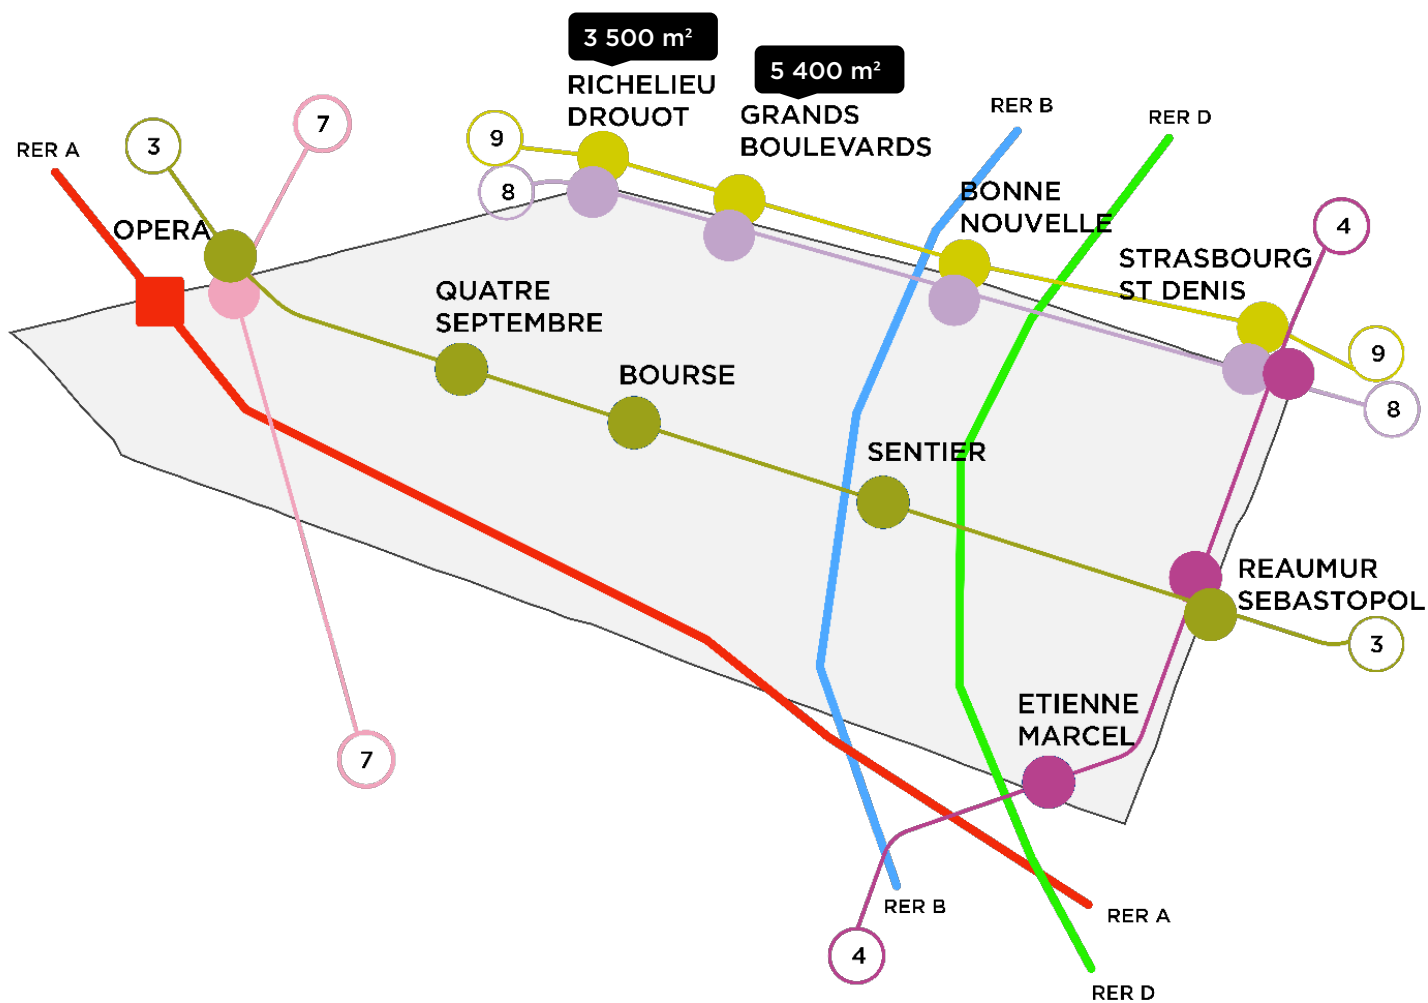 3 500 m²
RICHELIEU
DROUOT
5 400 m²
GRANDS
BOULEVARDS
RER B
RER D
7
3
9
RER A
8
BONNE
NOUVELLE
4
OPERA
STRASBOURG
ST DENIS
QUATRE
SEPTEMBRE
9
BOURSE
8
SENTIER
REAUMUR
SEBASTOPOL
3
ETIENNE
MARCEL
7
RER B
RER A
4
RER D